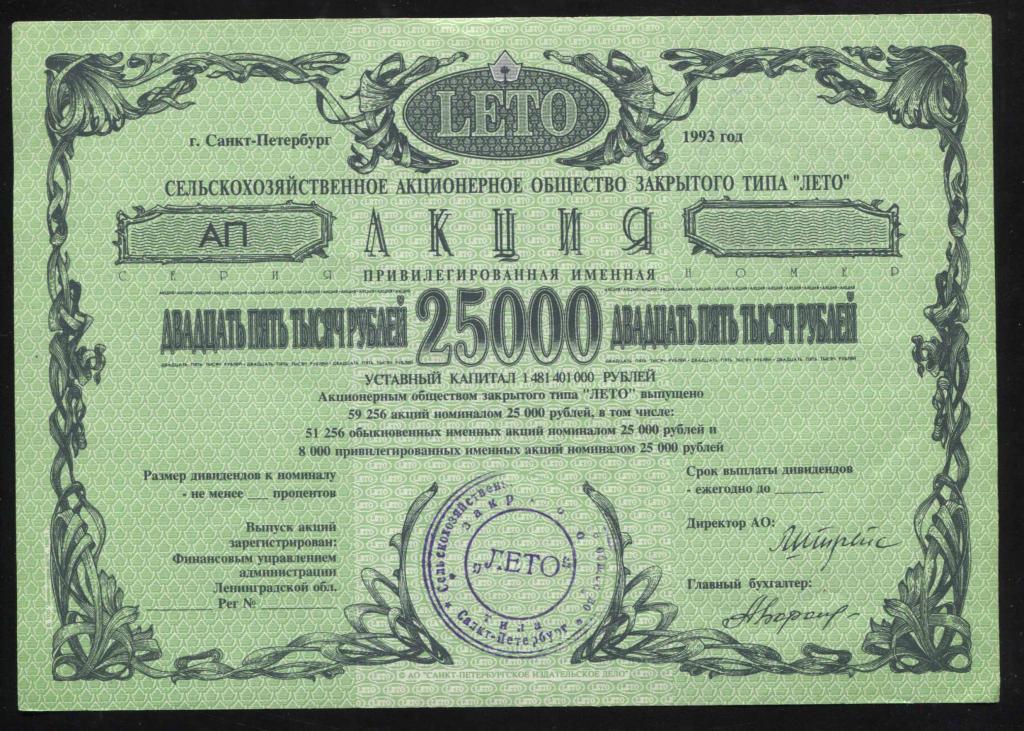 LETO
г. Санкт-Петербург
1993 год
СЕЛЬСКОХОЗЯЙСТВЕННОЕ АКЦИОНЕРНОЕ ОБЩЕСТВО ЗАКРЫТОГО ТИПА "ЛЕТО"
АП
АКЦИЯ
СЕРИЯ
ПРИВИЛЕГИРОВАННАЯ ИМЕННАЯ
НОМЕР
ДВАДЦАТЬ ПЯТЬ ТЫСЯЧ РУБЛЕЙ 25000 ДВАДЦАТЬ ПЯТЬ ТЫСЯЧ РУБЛЕЙ
УСТАВНЫЙ КАПИТАЛ 1 481 401 000 РУБЛЕЙ
Акционерным обществом закрытого типа "ЛЕТО" выпущено
59 256 акций номиналом 25 000 рублей, в том числе:
51 256 обыкновенных именных акций номиналом 25 000 рублей и
8 000 привилегированных именных акций номиналом 25 000 рублей
Размер дивидендов к номиналу
- не менее ___ процентов
Срок выплаты дивидендов
- ежегодно до ______
Выпуск акций
зарегистрирован:
Финансовым управлением
администрации
Ленинградской обл.
Рег №
Директор АО:
Главный бухгалтер:
Сельскохозяйствен
закр
"ЛЕТО"
типа
Санкт-Петербург
© АО "САНКТ-ПЕТЕРБУРГСКОЕ ИЗДАТЕЛЬСКОЕ ДЕЛО"